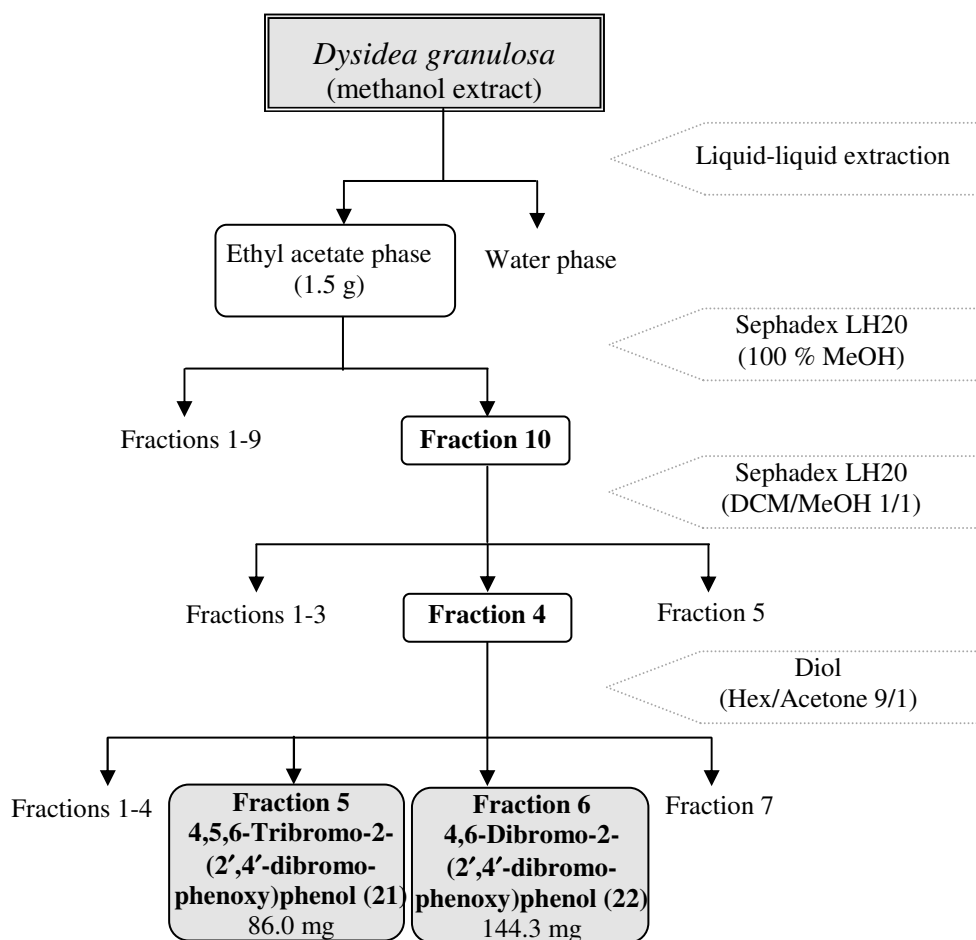 Dysidea granulosa
(methanol extract)
Liquid-liquid extraction
Ethyl acetate phase
(1.5 g)
Water phase
Sephadex LH20
(100 % MeOH)
Fractions 1-9
Fraction 10
Sephadex LH20
(DCM/MeOH 1/1)
Fractions 1-3
Fraction 4
Fraction 5
Diol
(Hex/Acetone 9/1)
Fractions 1-4
Fraction 5
4,5,6-Tribromo-2-
(2′,4′-dibromo-
phenoxy)phenol (21)
86.0 mg
Fraction 6
4,6-Dibromo-2-
(2′,4′-dibromo-
phenoxy)phenol (22)
144.3 mg
Fraction 7